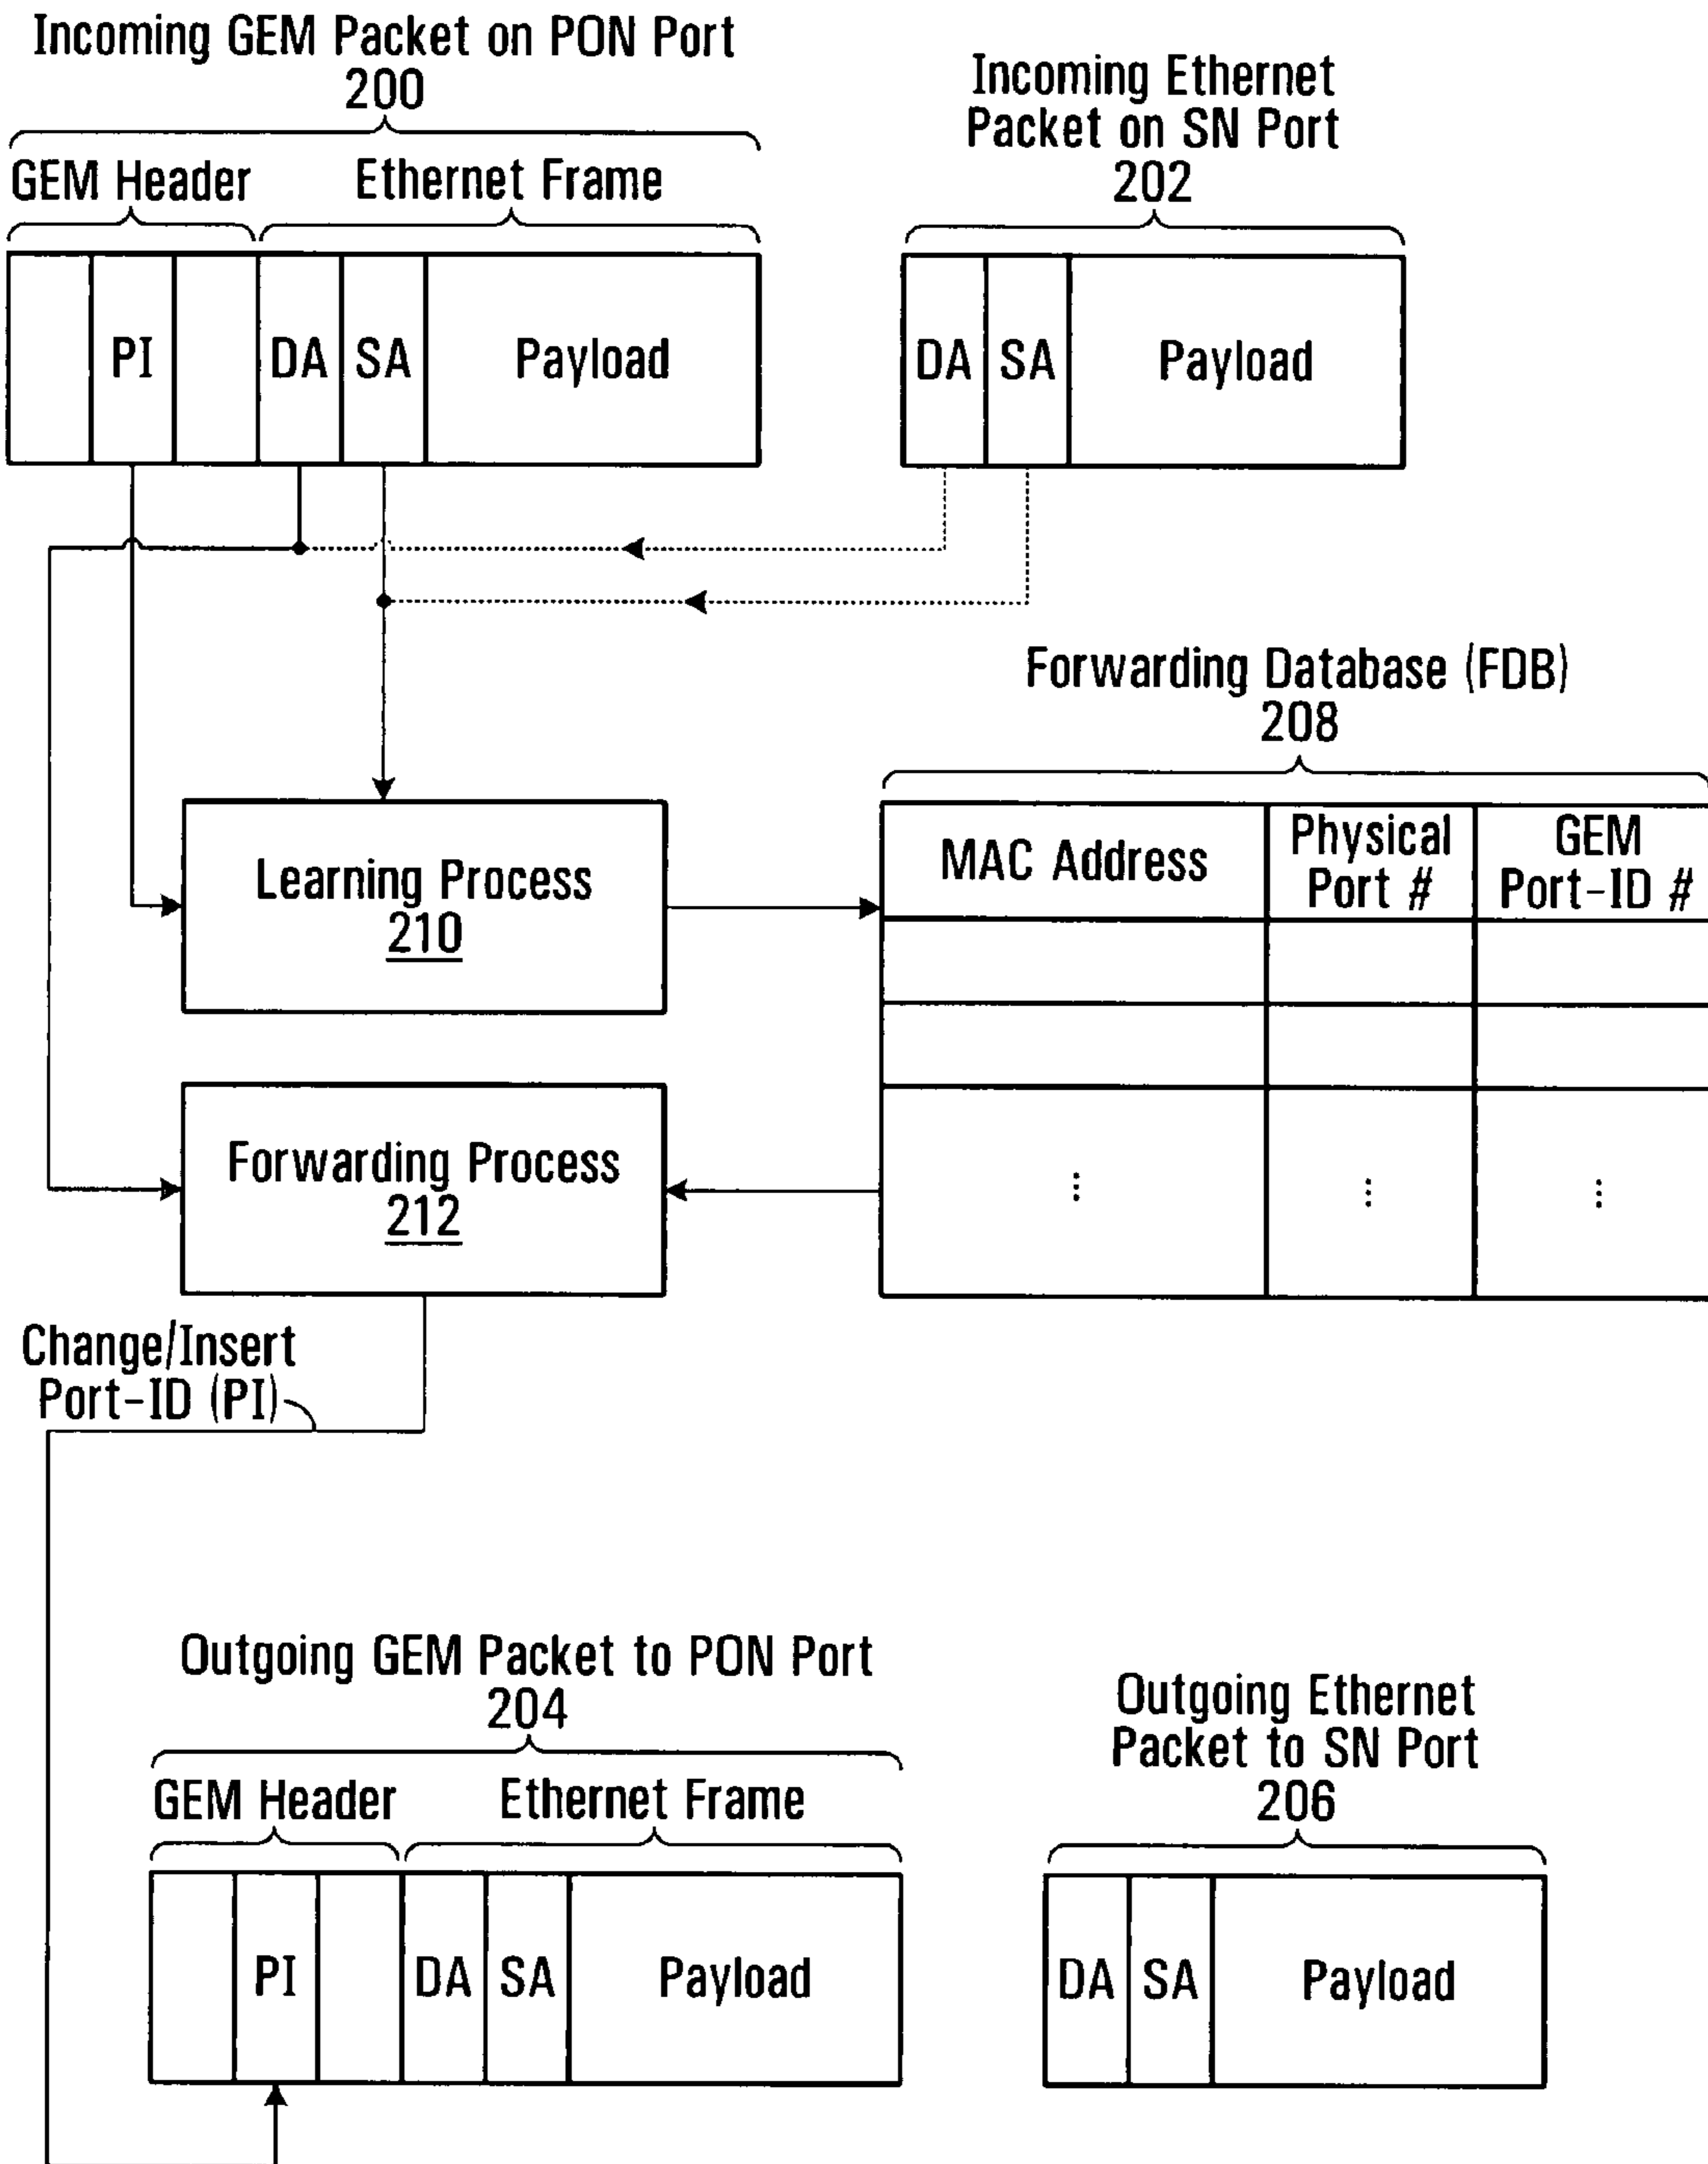 Incoming GEM Packet on PON Port
200
GEM Header
Ethernet Frame
PI
DA
SA
Payload
Incoming Ethernet
Packet on SN Port
202
DA
SA
Payload
Forwarding Database (FDB)
208
MAC Address
Physical
Port #
GEM
Port-ID #
Learning Process
210
Forwarding Process
212
Change/Insert
Port-ID (PI)
Outgoing GEM Packet to PON Port
204
GEM Header
Ethernet Frame
PI
DA
SA
Payload
Outgoing Ethernet
Packet to SN Port
206
DA
SA
Payload